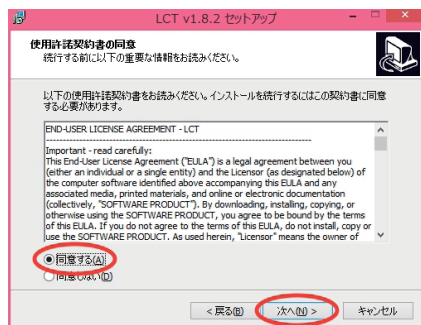 LCT v1.8.2 セットアップ
使用許諾契約書の同意
続行する前に以下の重要な情報をお読みください。
以下の使用許諾契約書をお読みください。インストールを続行するにはこの契約書に同意
する必要があります。
END-USER LICENSE AGREEMENT - LCT
Important - read carefully:
This End-User License Agreement ("EULA") is a legal agreement between you
(either an individual or a single entity) and the Licensor (as designated below) of
the computer software identified above accompanying this EULA and any
associated media, printed materials, and online or electronic documentation
(collectively, "SOFTWARE PRODUCT"). By downloading, installing, copying, or
otherwise using the SOFTWARE PRODUCT, you agree to be bound by the terms
of this EULA. If you do not agree to the terms of this EULA, do not install, copy or
use the SOFTWARE PRODUCT. As used herein, "Licensor" means the owner of
同意する(A)
同意しない(D)
< 戻る(B)
次へ(N) >
キャンセル